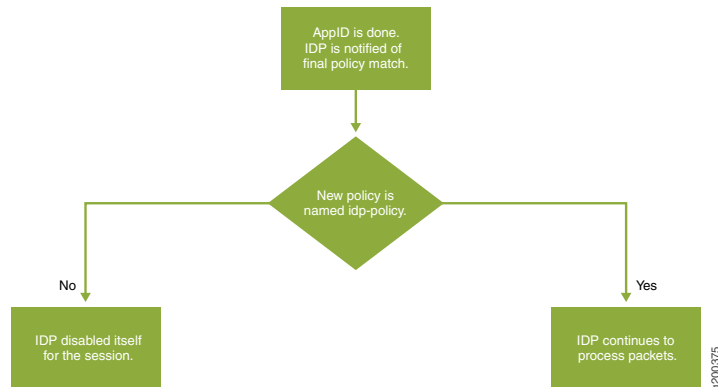 AppID is done.
IDP is notified of
final policy match.
New policy is
named idp-policy.
No
Yes
IDP disabled itself
for the session.
IDP continues to
process packets.